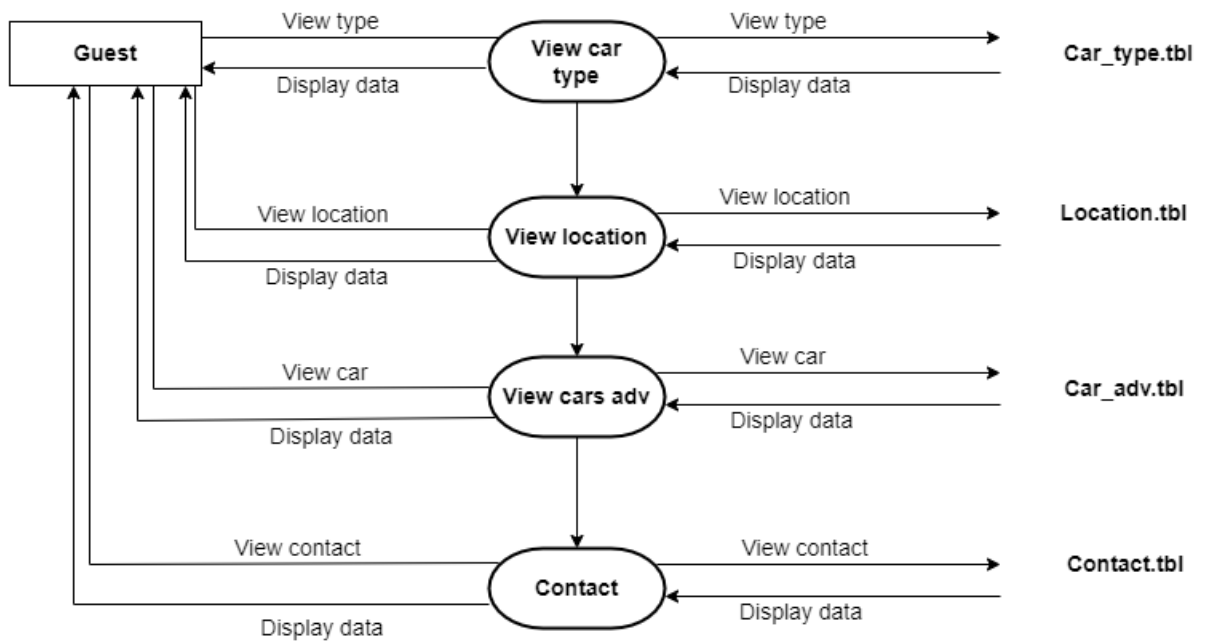 View type
View type
Guest
View car
type
Car_type.tbl
Display data
Display data
View location
View location
Location.tbl
View location
Display data
Display data
View car
View car
Car_adv.tbl
View cars adv
Display data
Display data
View contact
View contact
Contact.tbl
Contact
Display data
Display data